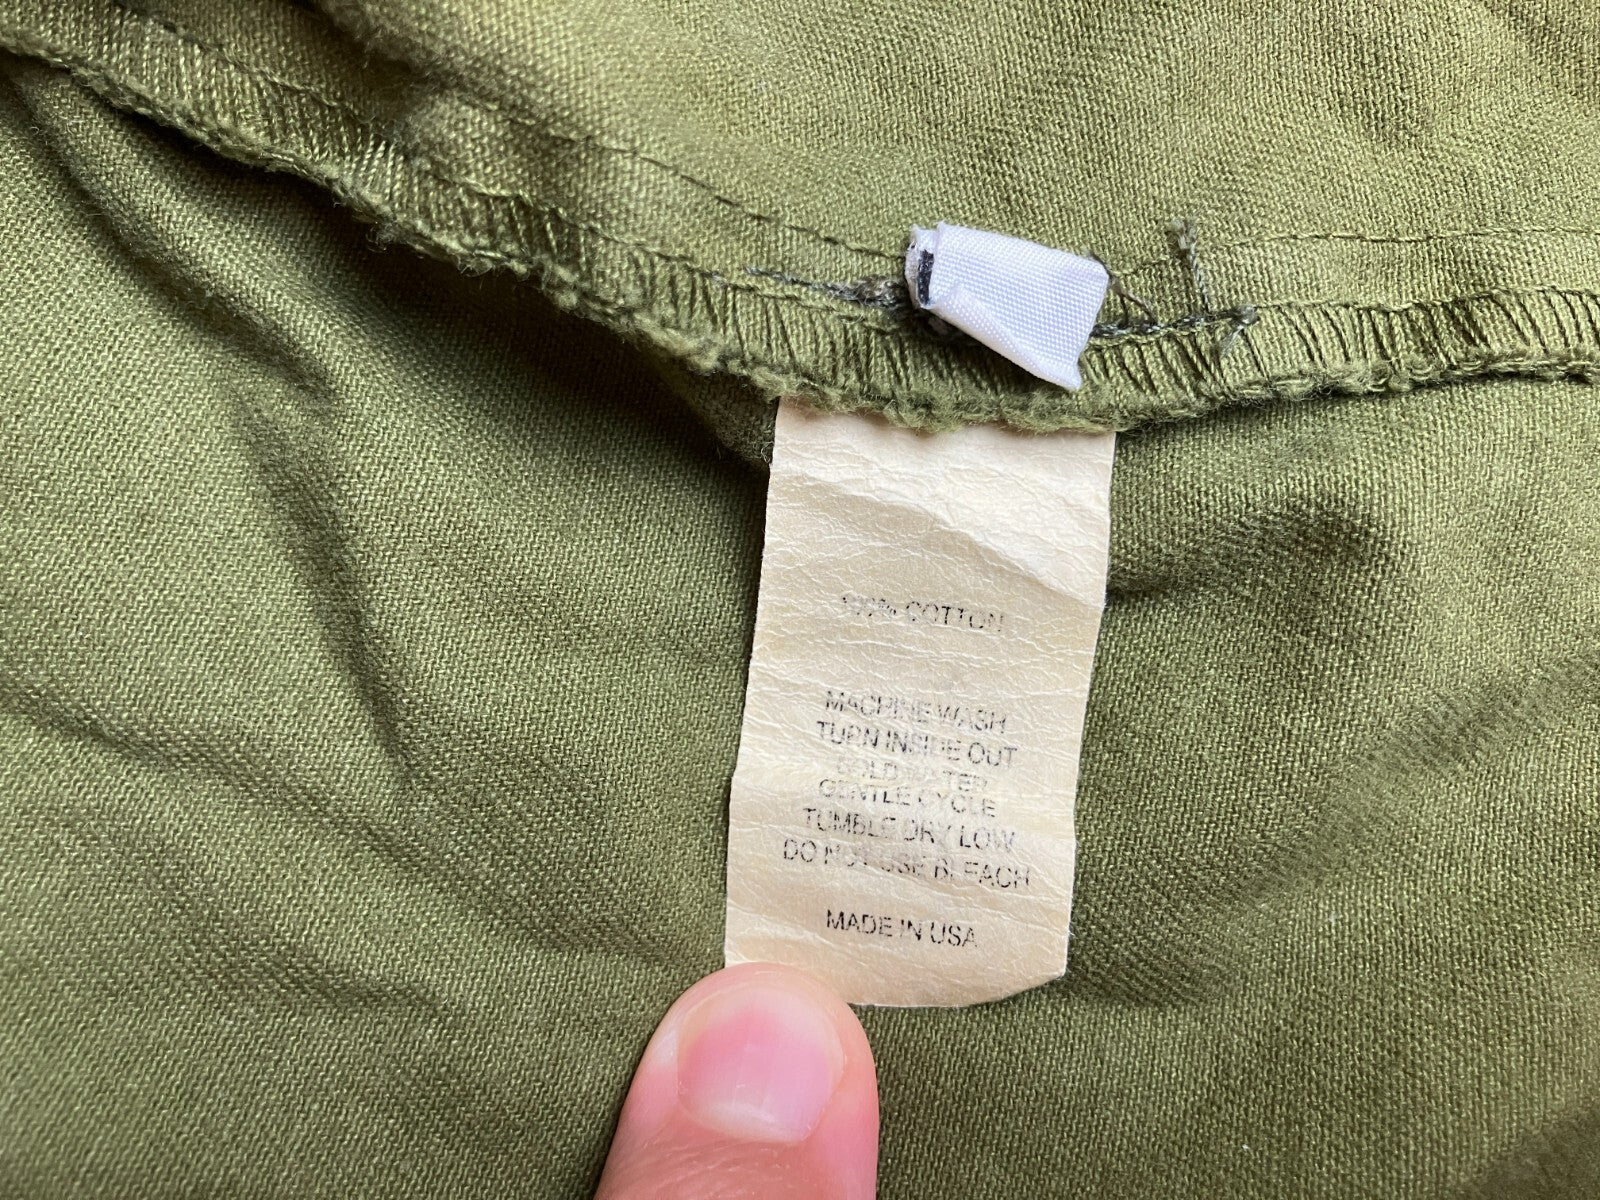 100% COTTON
MACHINE WASH
TURN INSIDE OUT
COLD WATER
GENTLE CYCLE
TUMBLE DRY LOW
DO NOT USE BLEACH
MADE IN USA